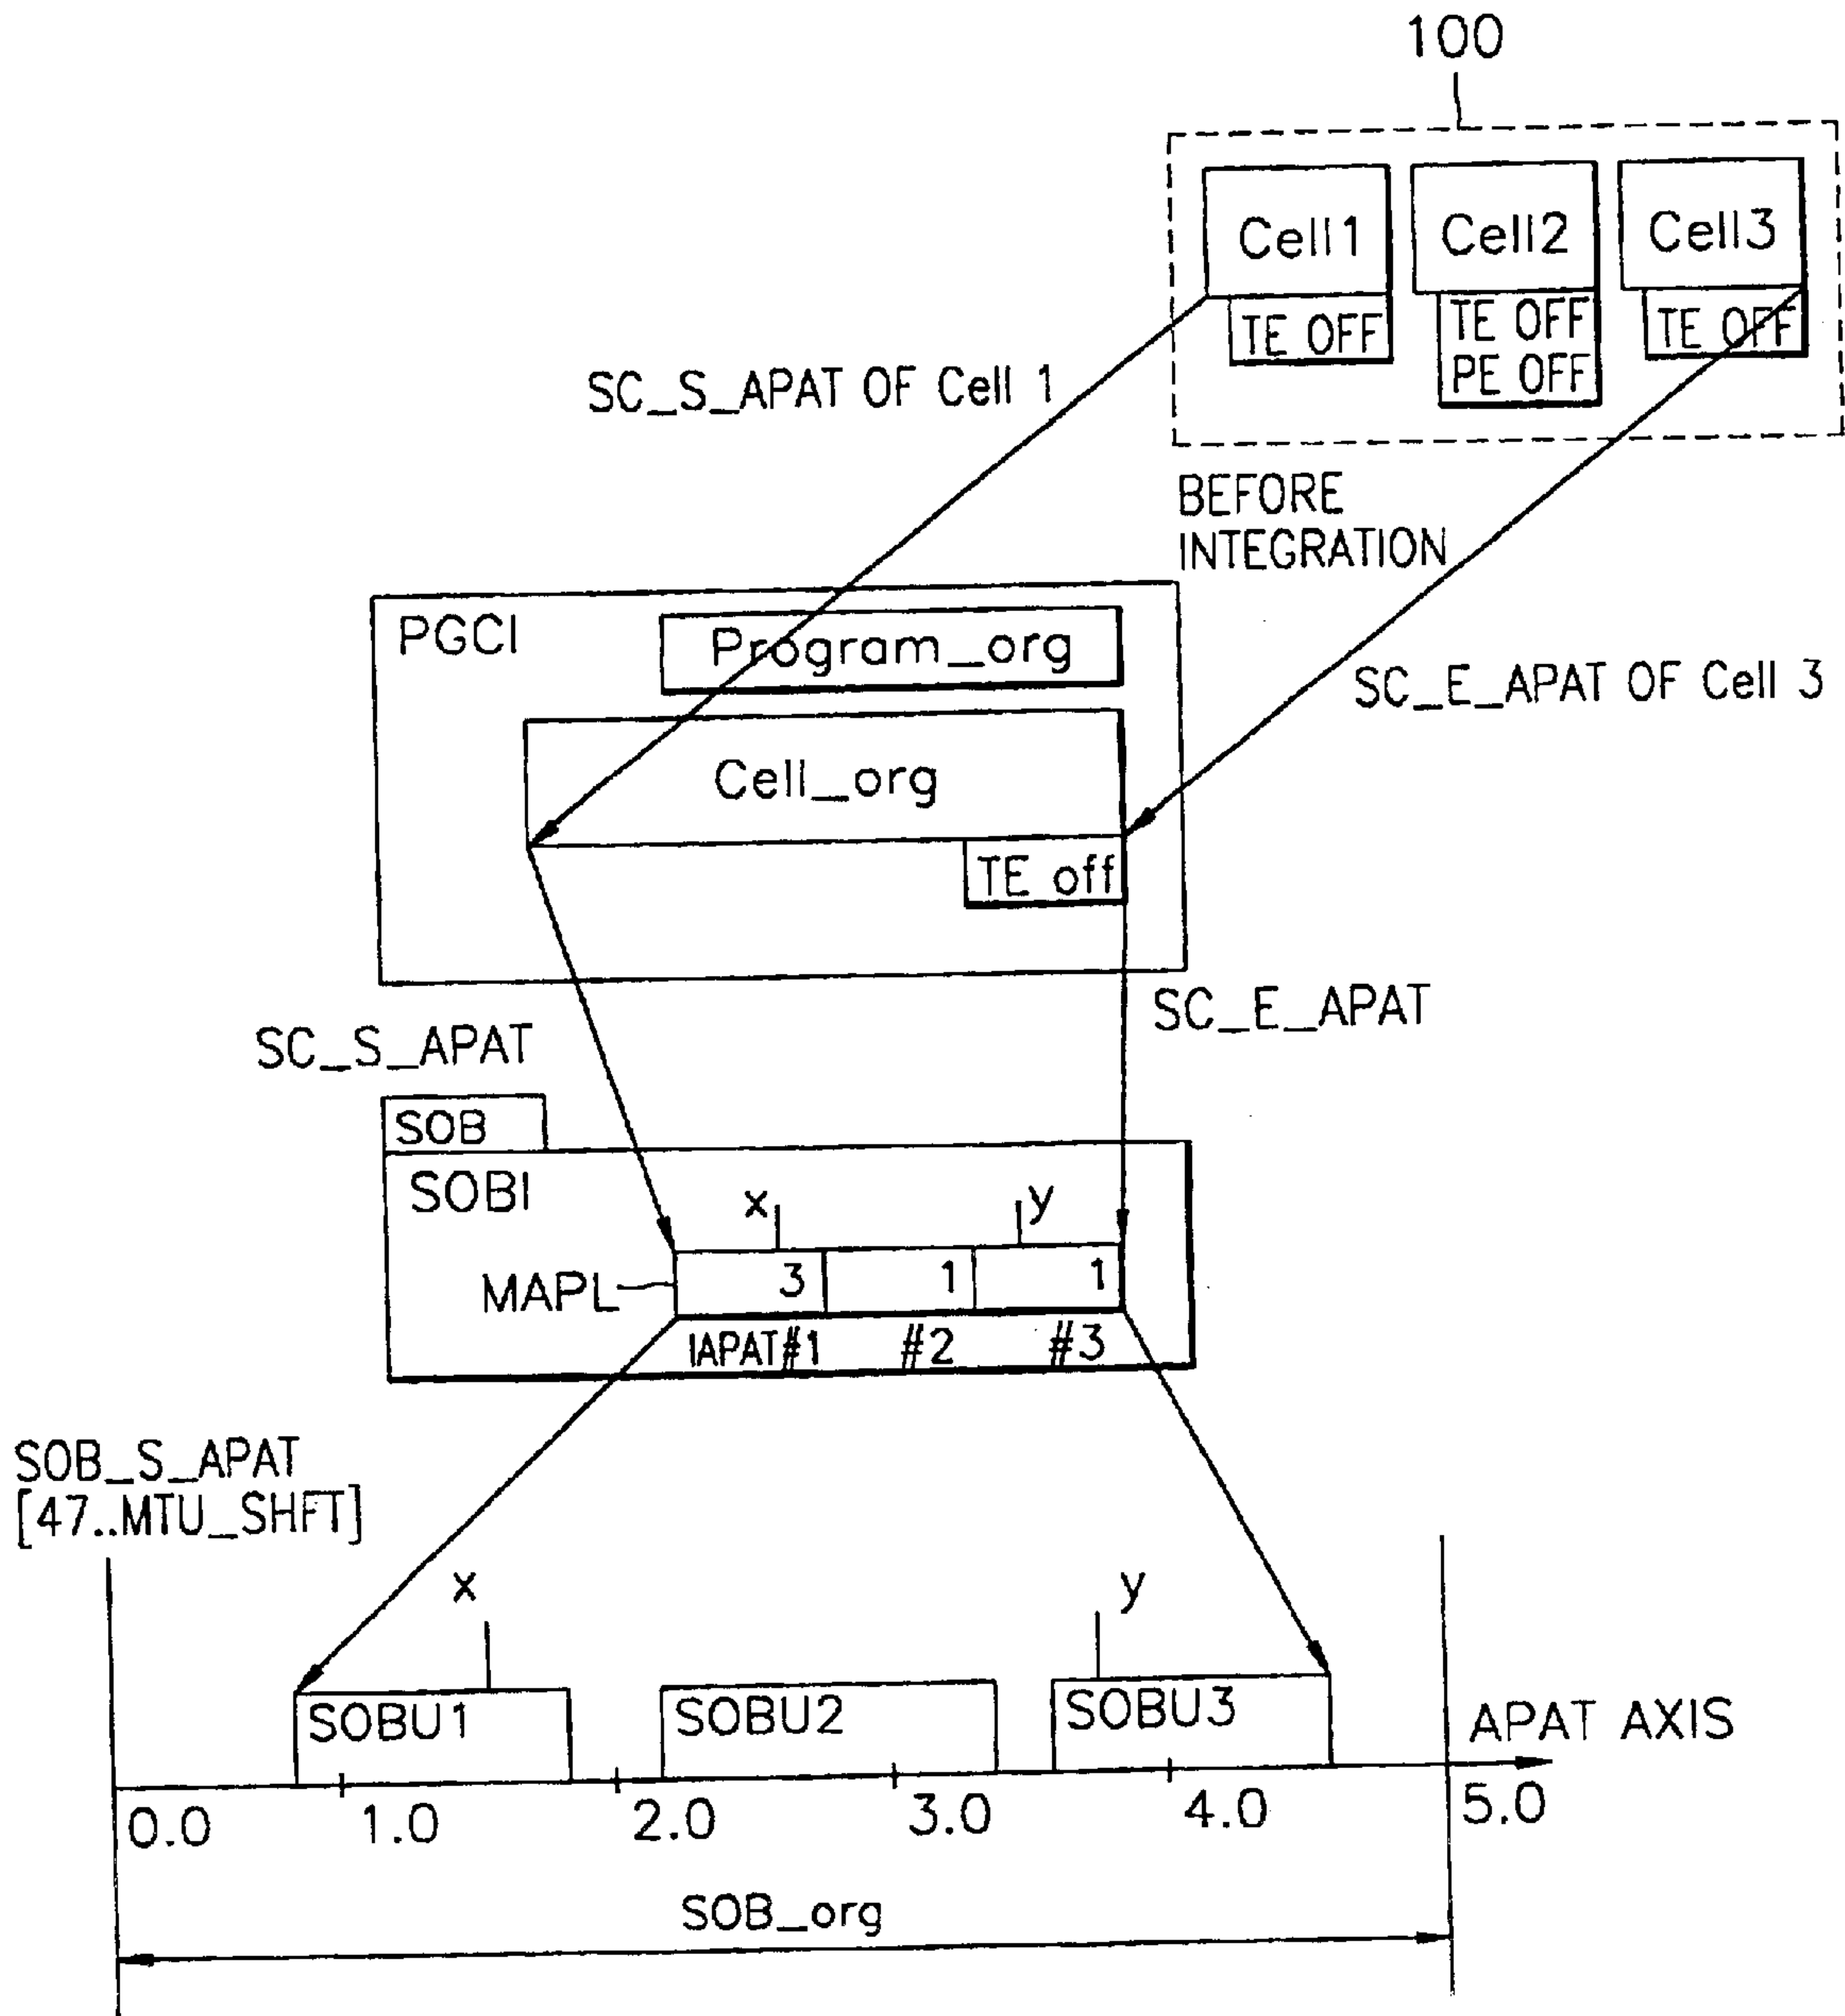 100
Cell1
Cell2
Cell3
TE OFF
TE OFF
PE OFF
TE OFF
SC_S_APAT OF Cell 1
BEFORE
INTEGRATION
PGCI
Program_org
SC_E_APAT OF Cell 3
Cell_org
TE off
SC_S_APAT
SC_E_APAT
SOB
SOBI
x
y
MAPL
3
1
1
IAPAT#1
#2
#3
SOB_S_APAT
[47..MTU_SHFT]
x
y
SOBU1
SOBU2
SOBU3
APAT AXIS
0.0
1.0
2.0
3.0
4.0
5.0
SOB_org